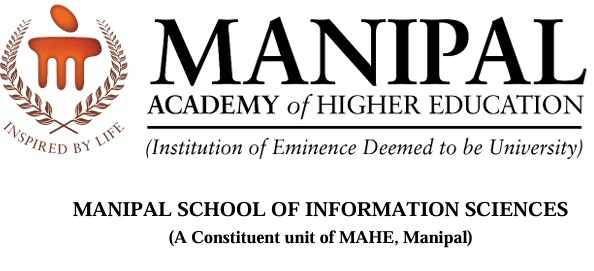 MANIPAL
ACADEMY of HIGHER EDUCATION
(Institution of Eminence Deemed to be University)
INSPIRED BY LIFE
MANIPAL SCHOOL OF INFORMATION SCIENCES
(A Constituent unit of MAHE, Manipal)